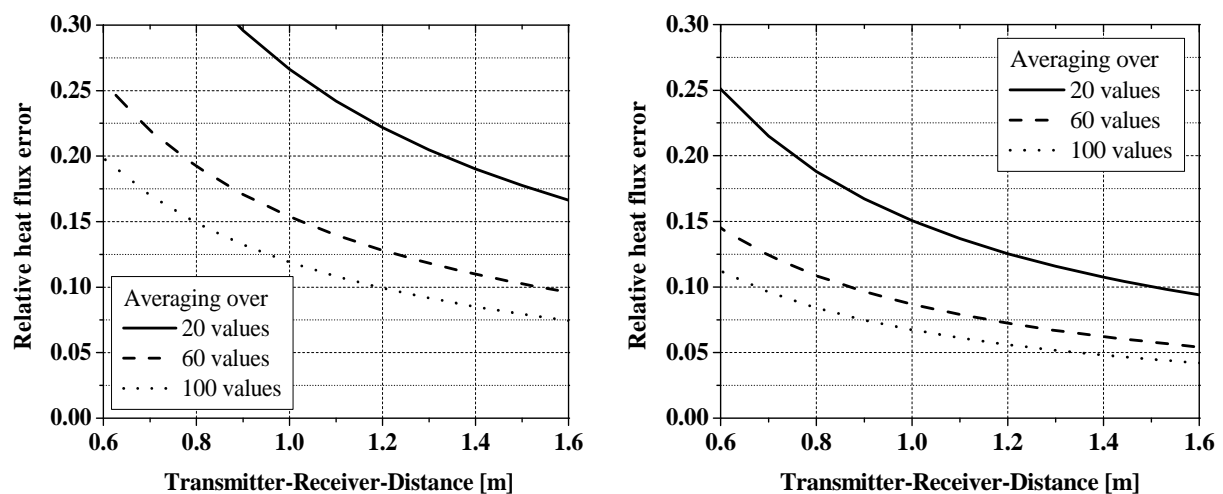 Relative heat flux error
0.30
0.25
0.20
0.15
0.10
0.05
0.00
Averaging over
20 values
60 values
100 values
0.6 0.8 1.0 1.2 1.4 1.6
Transmitter-Receiver-Distance [m]
Relative heat flux error
0.30
0.25
0.20
0.15
0.10
0.05
0.00
Averaging over
20 values
60 values
100 values
0.6 0.8 1.0 1.2 1.4 1.6
Transmitter-Receiver-Distance [m]